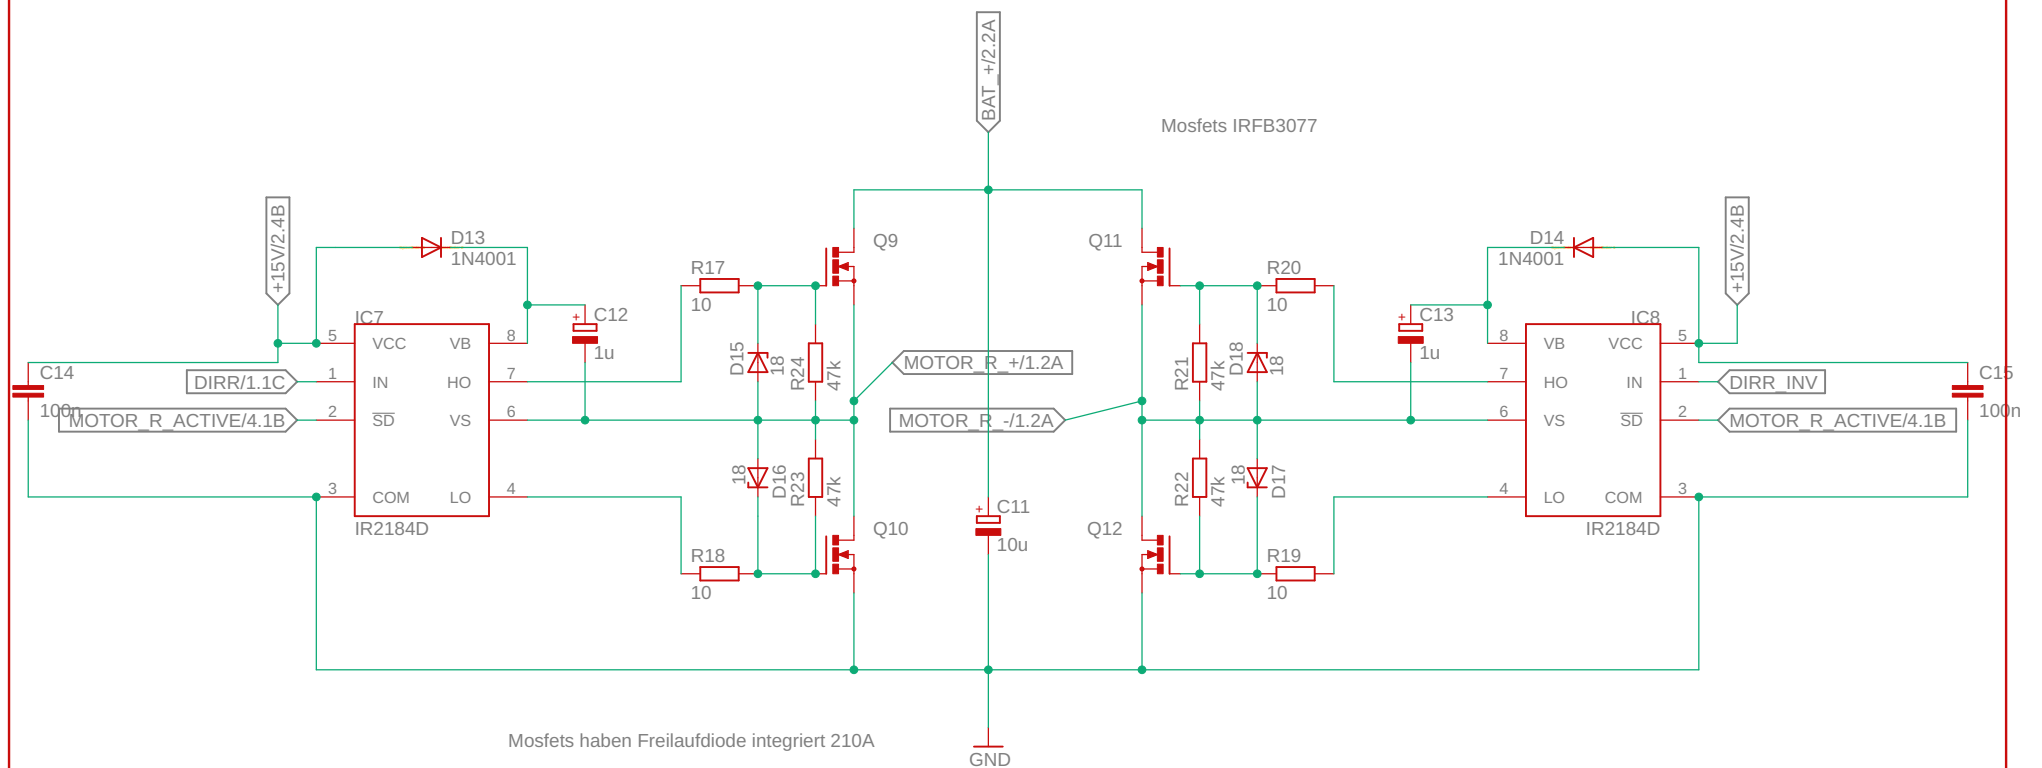 BAT_+/2.2A
Mosfets IRFB3077
+15V/2.4B
D13
1N4001
Q9
Q11
D14
1N4001
+15V/2.4B
R17
10
R20
10
IC7
C12
1u
C13
1u
IC8
5
VCC
VB
8
8
VB
VCC
5
D15
18
R24
47k
MOTOR_R_+/1.2A
R21
47k
D18
18
C14
100n
DIRR/1.1C
1
IN
HO
7
7
HO
IN
1
DIRR_INV
C15
100n
MOTOR_R_ACTIVE/4.1B
2
SD
VS
6
MOTOR_R_-/1.2A
6
VS
SD
2
MOTOR_R_ACTIVE/4.1B
18
D16
R23
47k
R22
47k
18
D17
3
COM
LO
4
4
LO
COM
3
IR2184D
C11
10u
IR2184D
Q10
Q12
R18
10
R19
10
Mosfets haben Freilaufdiode integriert 210A
GND